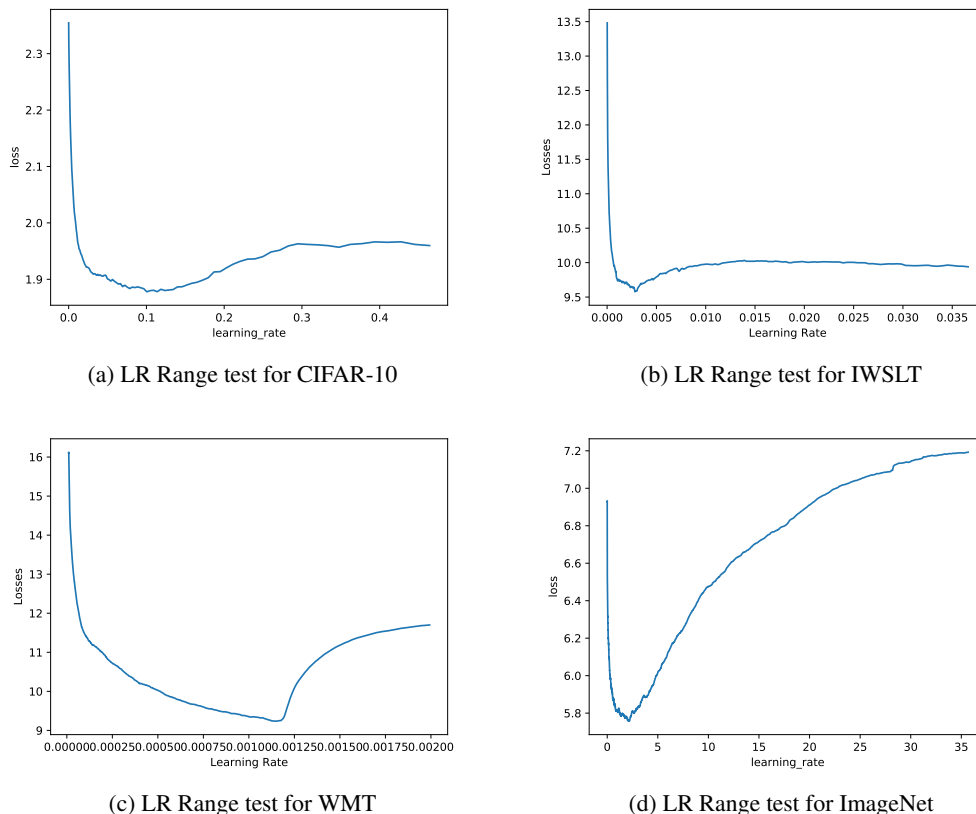 2.3
2.2
2.1
2.0
1.9
loss
0.0 0.1 0.2 0.3 0.4
learning_rate
(a) LR Range test for CIFAR-10
13.5
13.0
12.5
12.0
11.5
11.0
10.5
10.0
9.5
Losses
0.000 0.005 0.010 0.015 0.020 0.025 0.030 0.035
Learning Rate
(b) LR Range test for IWSLT
16
15
14
13
12
11
10
9
Losses
0.000000.000250.000500.000750.001000.001250.001500.001750.00200
Learning Rate
(c) LR Range test for WMT
7.2
7.0
6.8
6.6
6.4
6.2
6.0
5.8
loss
0 5 10 15 20 25 30 35
learning_rate
(d) LR Range test for ImageNet